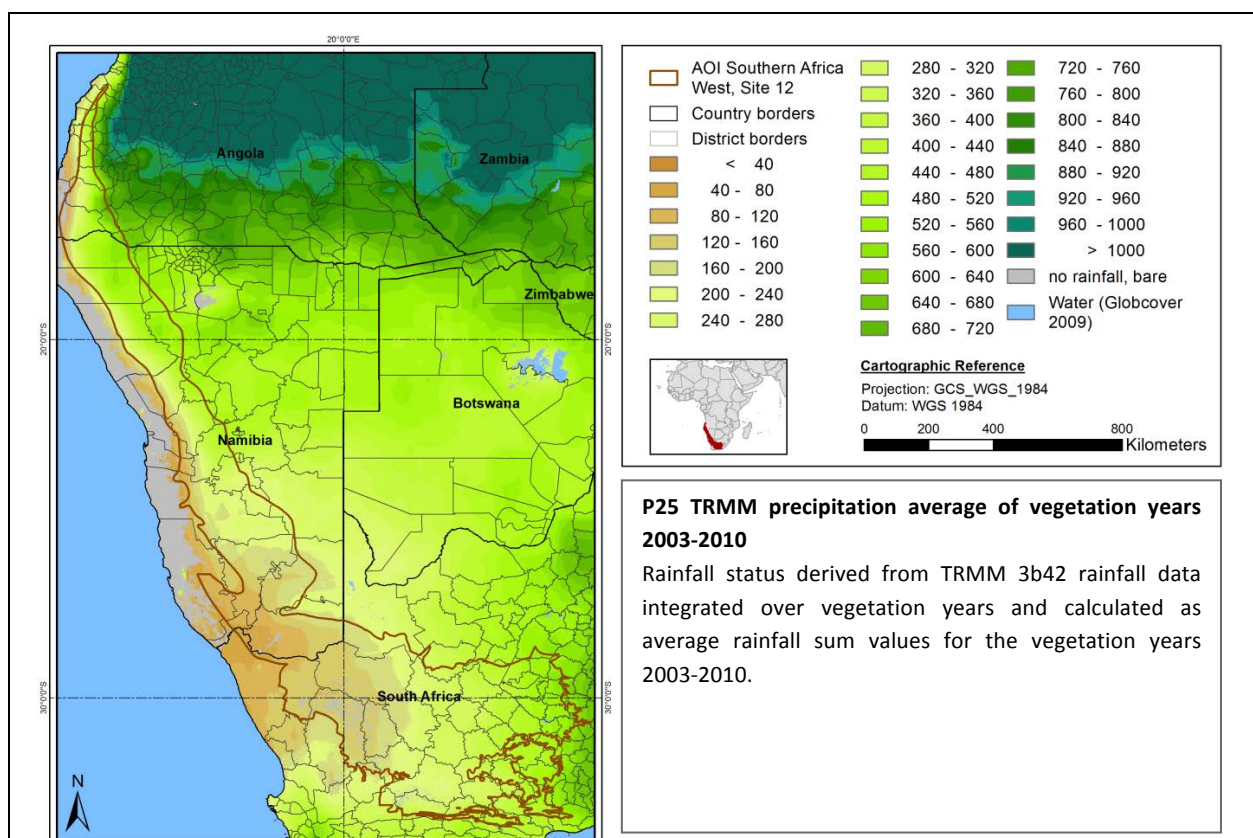 20°0'0"E
Angola
Zambia
Zimbabwe
20°0'0"S
20°0'0"S
Botswana
Namibia
30°0'0"S
South Africa
30°0'0"S
N
20°0'0"E
AOI Southern Africa
West, Site 12
Country borders
District borders
< 40
40 - 80
80 - 120
120 - 160
160 - 200
200 - 240
240 - 280
280 - 320
320 - 360
360 - 400
400 - 440
440 - 480
480 - 520
520 - 560
560 - 600
600 - 640
640 - 680
680 - 720
720 - 760
760 - 800
800 - 840
840 - 880
880 - 920
920 - 960
960 - 1000
> 1000
no rainfall, bare
Water (Globcover
2009)
Cartographic Reference
Projection: GCS_WGS_1984
Datum: WGS 1984
0 200 400 800
Kilometers
P25 TRMM precipitation average of vegetation years
2003-2010
Rainfall status derived from TRMM 3b42 rainfall data
integrated over vegetation years and calculated as
average rainfall sum values for the vegetation years
2003-2010.